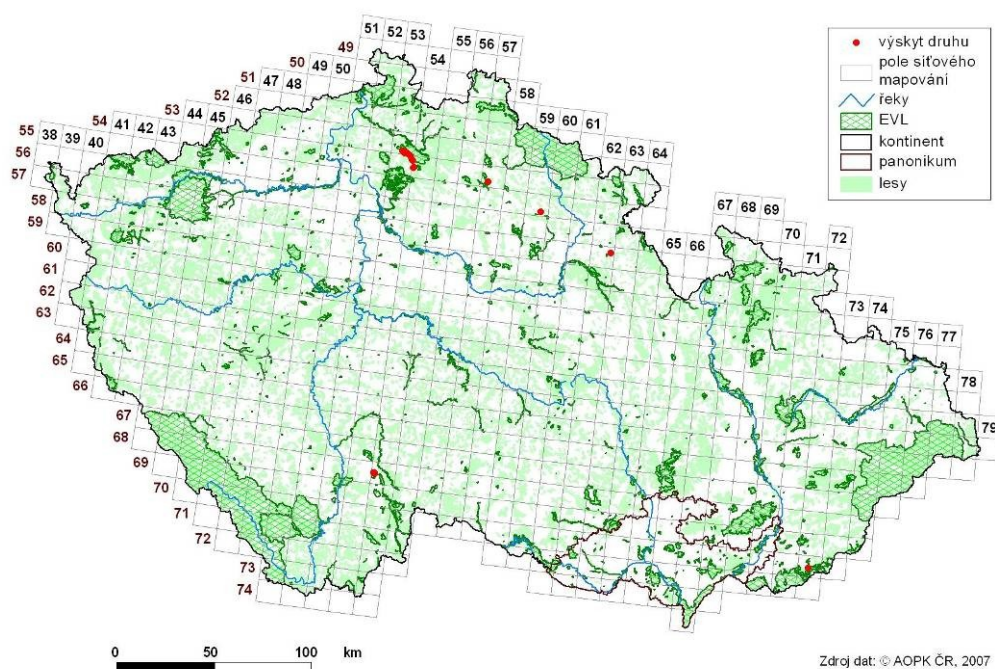 51 52 53
55 56 57
49
54
50
49 50
58
51
47 48
52
46
59 60 61
53
44 45
54
41 42 43
62 63 64
55
38 39 40
56
57
58
59
60
61
62
63
64
65
66
67
68
69
70
71
72
73
74
65 66
67 68 69
70
71
72
73 74
75 76 77
78
79
výskyt druhu
pole síťového
mapování
řeky
EVL
kontinent
panonikum
lesy
0 50 100 km
Zdroj dat: © AOPK ČR, 2007